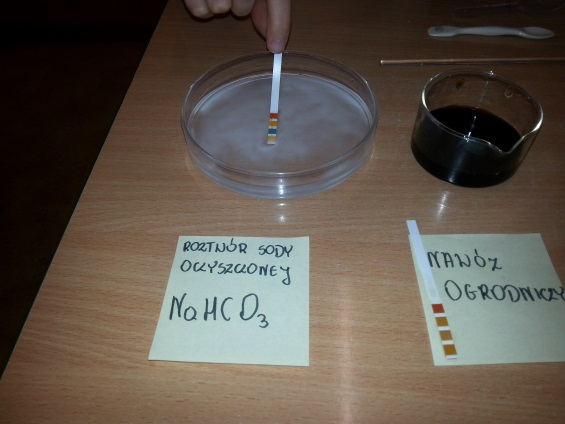 ROZTWÓR SODY
OCZYSZCZONEJ
NaHCO3
NAWÓZ
OGRODNICZY